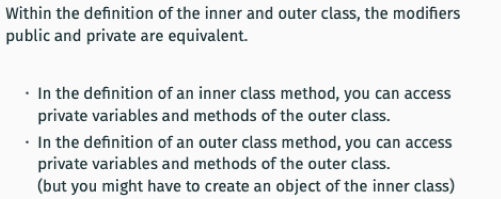 Within the definition of the inner and outer class, the modifiers
public and private are equivalent.
· In the definition of an inner class method, you can access
private variables and methods of the outer class.
· In the definition of an outer class method, you can access
private variables and methods of the outer class.
(but you might have to create an object of the inner class)